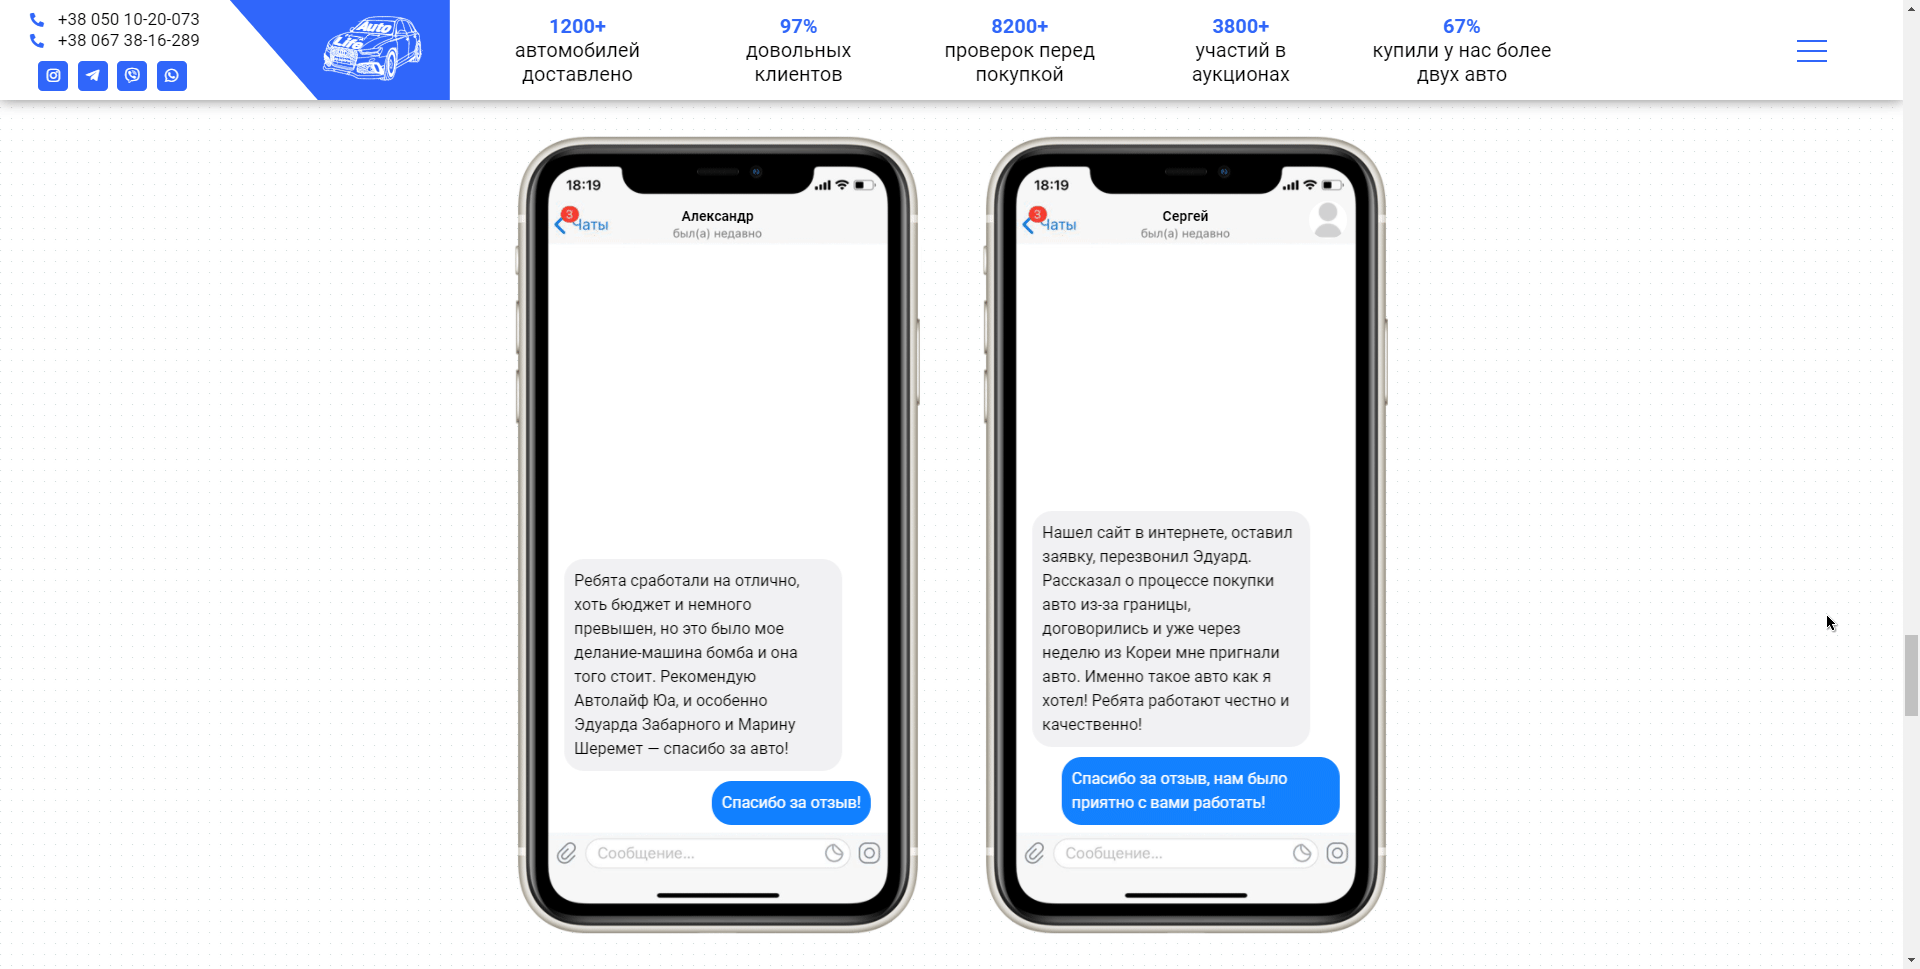 +38 050 10-20-073
+38 067 38-16-289
Auto
Life
1200+
автомобилей
доставлено
97%
довольных
клиентов
8200+
проверок перед
покупкой
3800+
участий в
аукционах
67%
купили у нас более
двух авто
18:19
3
Чаты
Александр
был(а) недавно
Ребята сработали на отлично,
хоть бюджет и немного
превышен, но это было мое
делание-машина бомба и она
того стоит. Рекомендую
Автолайф Юа, и особенно
Эдуарда Забарного и Марину
Шеремет — спасибо за авто!
Спасибо за отзыв!
Сообщение...
18:19
3
Чаты
Сергей
был(а) недавно
Нашел сайт в интернете, оставил
заявку, перезвонил Эдуард.
Рассказал о процессе покупки
авто из-за границы,
договорились и уже через
неделю из Кореи мне пригнали
авто. Именно такое авто как я
хотел! Ребята работают честно и
качественно!
Спасибо за отзыв, нам было
приятно с вами работать!
Сообщение...